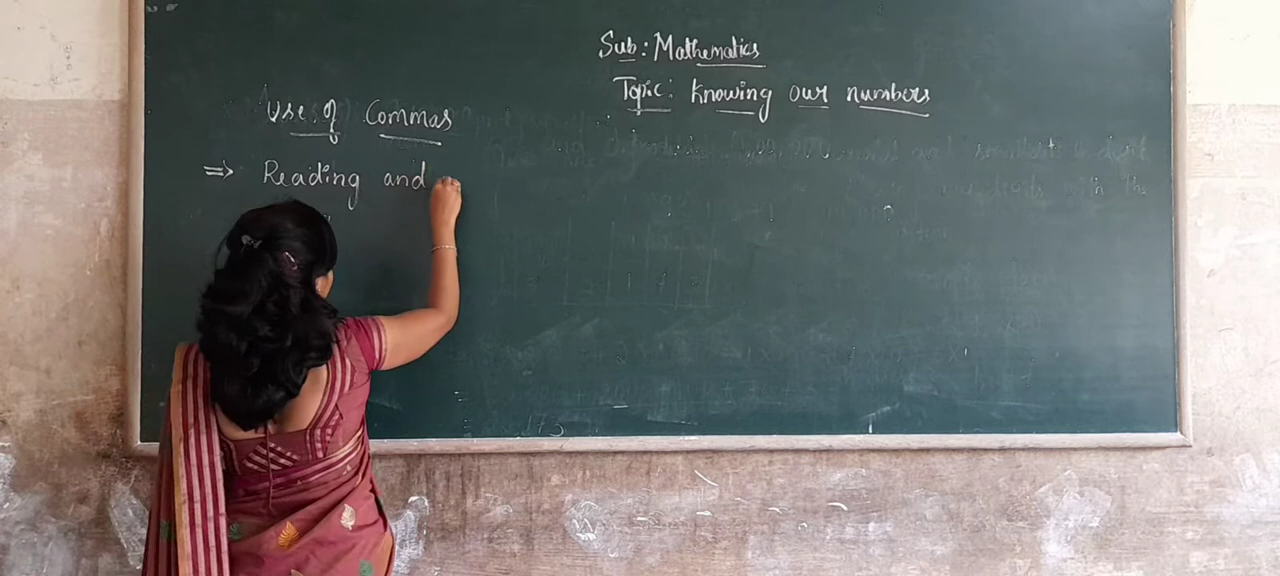 Sub: Mathematics
Topic: Knowing our numbers
Use of Commas
⇒ Reading and